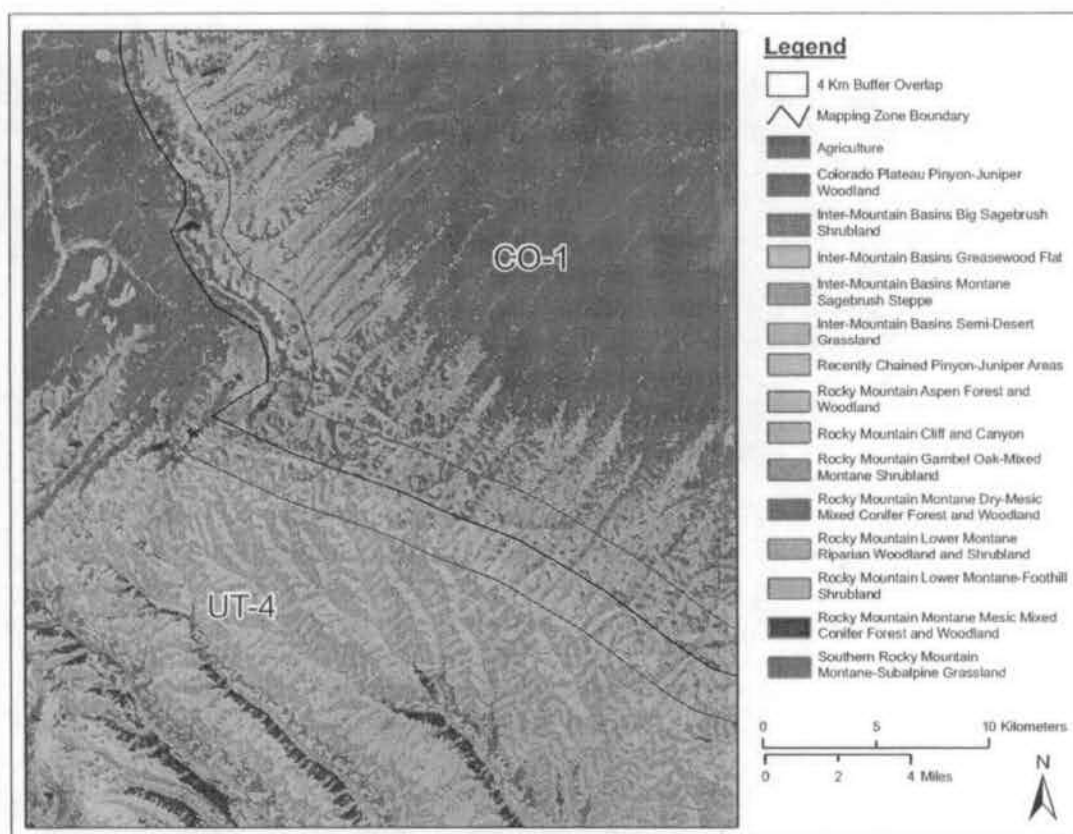 Legend
4 Km Buffer Overlap
Mapping Zone Boundary
Agriculture
Colorado Plateau Pinyon-Juniper
Woodland
Inter-Mountain Basins Big Sagebrush
Shrubland
Inter-Mountain Basins Greasewood Flat
Inter-Mountain Basins Montane
Sagebrush Steppe
Inter-Mountain Basins Semi-Desert
Grassland
Recently Chained Pinyon-Juniper Areas
Rocky Mountain Aspen Forest and
Woodland
Rocky Mountain Cliff and Canyon
Rocky Mountain Gambel Oak-Mixed
Montane Shrubland
Rocky Mountain Montane Dry-Mesic
Mixed Conifer Forest and Woodland
Rocky Mountain Lower Montane
Riparian Woodland and Shrubland
Rocky Mountain Lower Montane-Foothill
Shrubland
Rocky Mountain Montane Mesic Mixed
Conifer Forest and Woodland
Southern Rocky Mountain
Montane-Subalpine Grassland
CO-1
UT-4
0 5 10 Kilometers
0 2 4 Miles
N